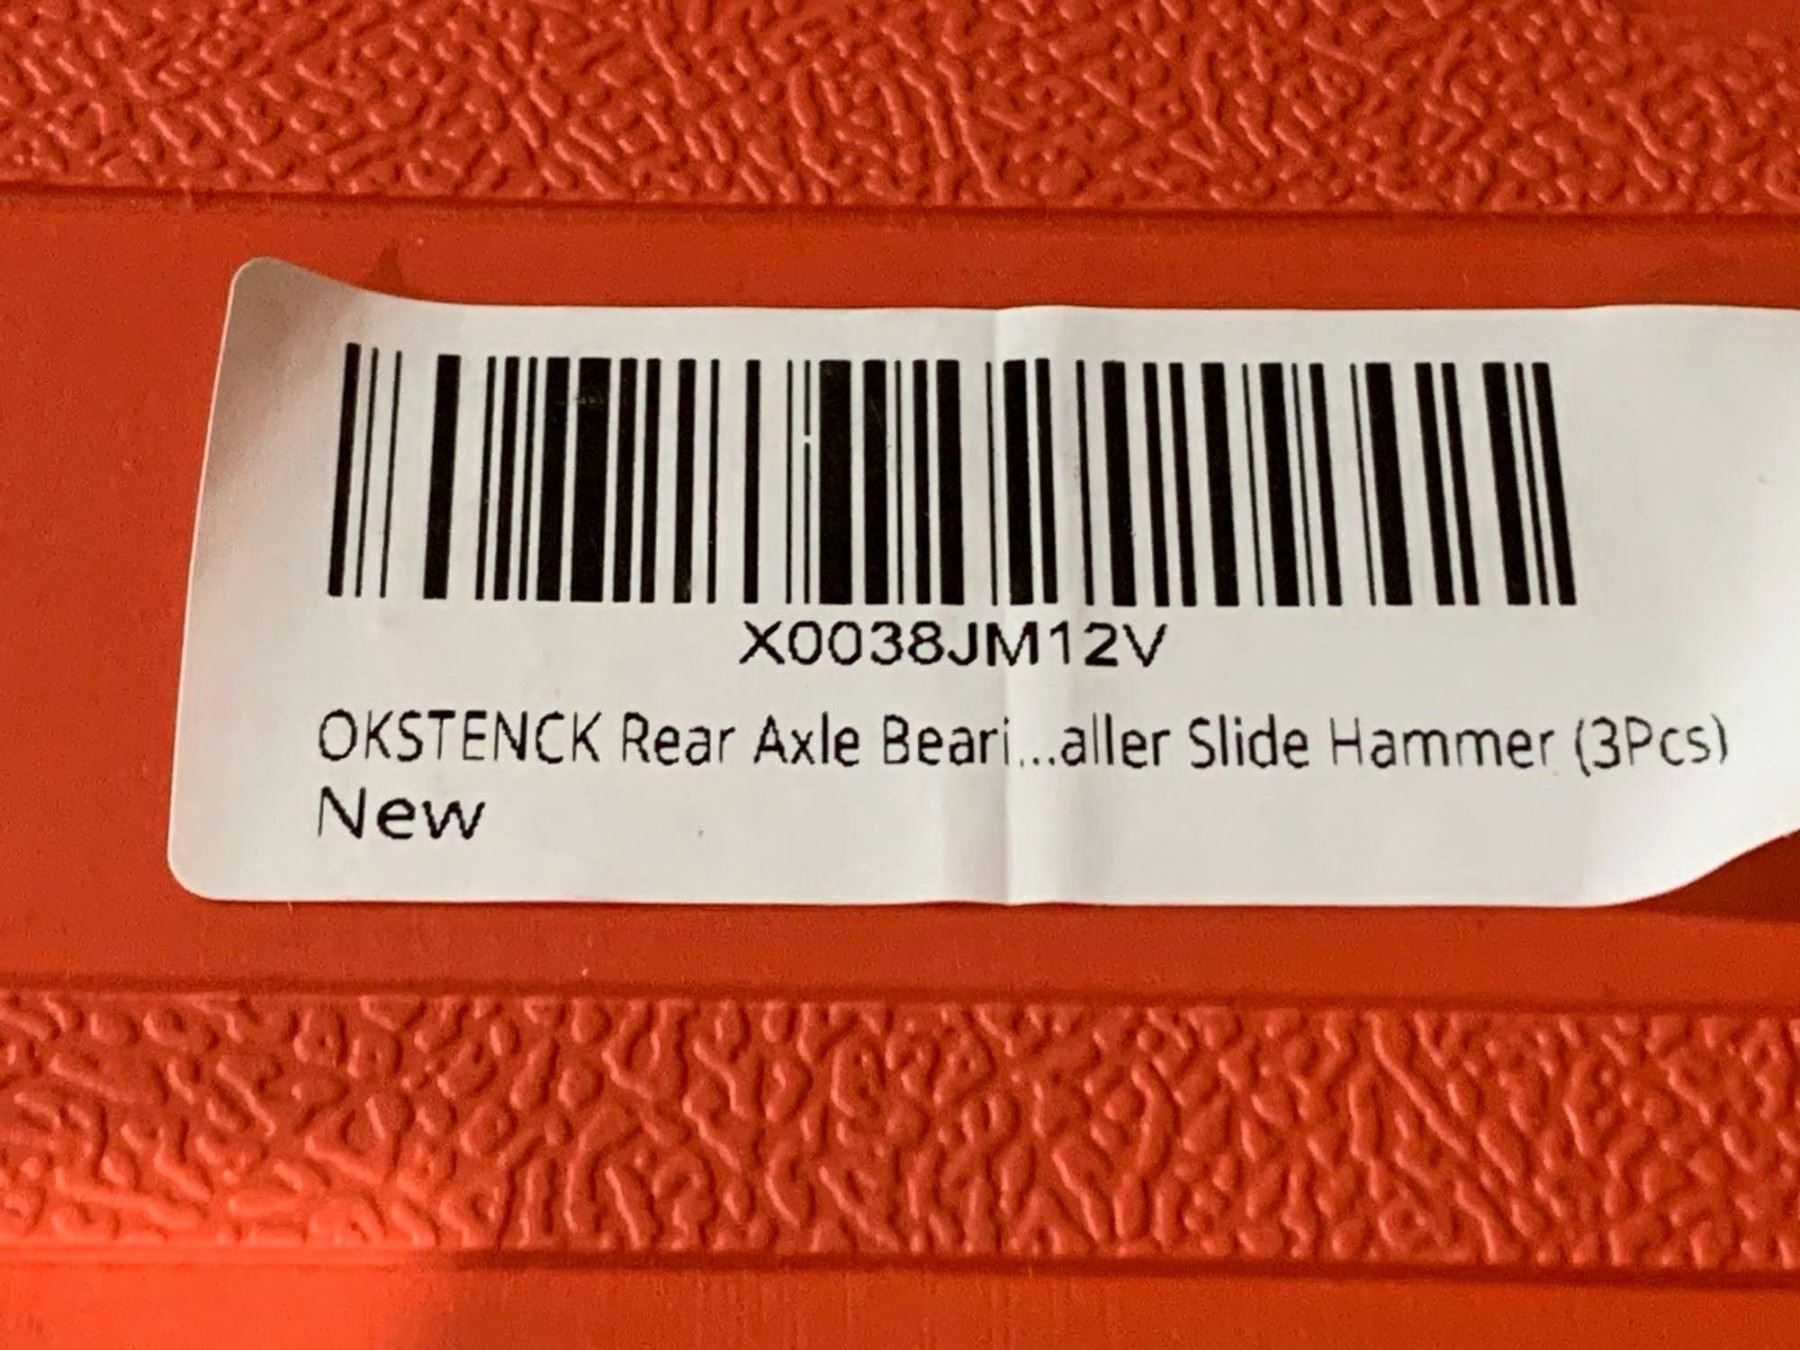 X0038JM12V
OKSTENCK Rear Axle Beari...aller Slide Hammer (3Pcs)
New